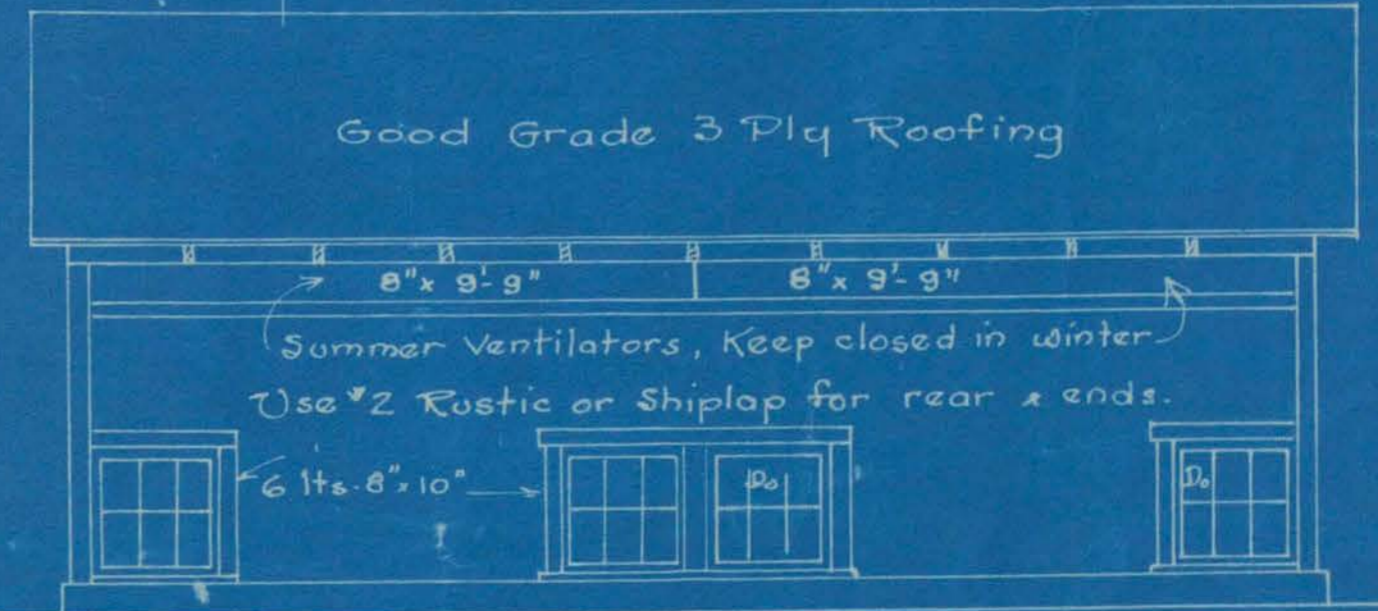 Good Grade 3 Ply Roofing
8" x 9'-9" 8" x 9'-9"
Summer Ventilators, Keep closed in winter
Use #2 Rustic or Shiplap for rear & ends.
6 lts. 8" x 10" Do Do